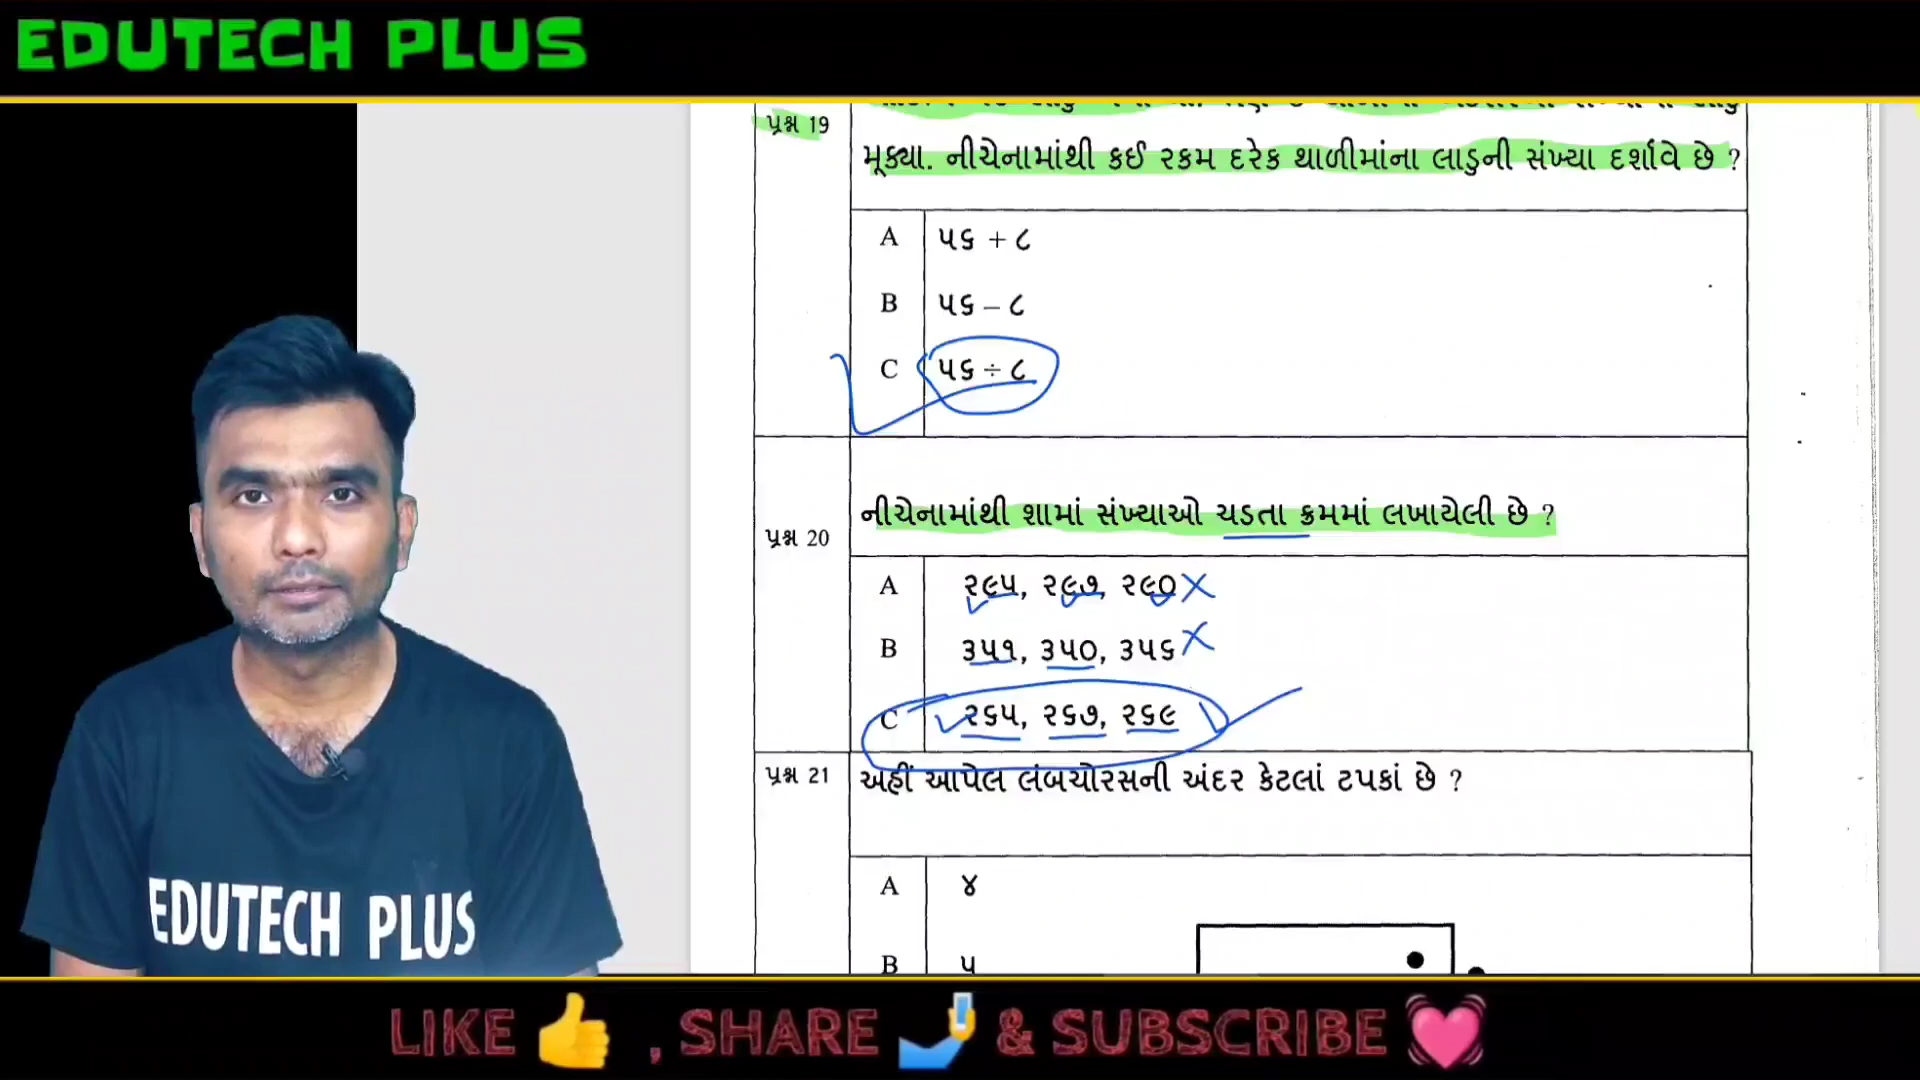 EDUTECH PLUS
પ્રશ્ન 19
મૂક્યા. નીચેનામાંથી કઈ રકમ દરેક થાળીમાંના લાડુની સંખ્યા દર્શાવે છે ?
A ૫૬ + ૮
B ૫૬ – ૮
C ૫૬ ÷ ૮
પ્રશ્ન 20
નીચેનામાંથી શામાં સંખ્યાઓ ચડતા ક્રમમાં લખાયેલી છે ?
A ૨૯૫, ૨૯૭, ૨૯૦
B ૩૫૧, ૩૫૦, ૩૫૬
C ૨૬૫, ૨૬૭, ૨૬૯
પ્રશ્ન 21
અહીં આપેલ લંબચોરસની અંદર કેટલાં ટપકાં છે ?
A ૪
B ૫
EDUTECH PLUS
LIKE , SHARE & SUBSCRIBE